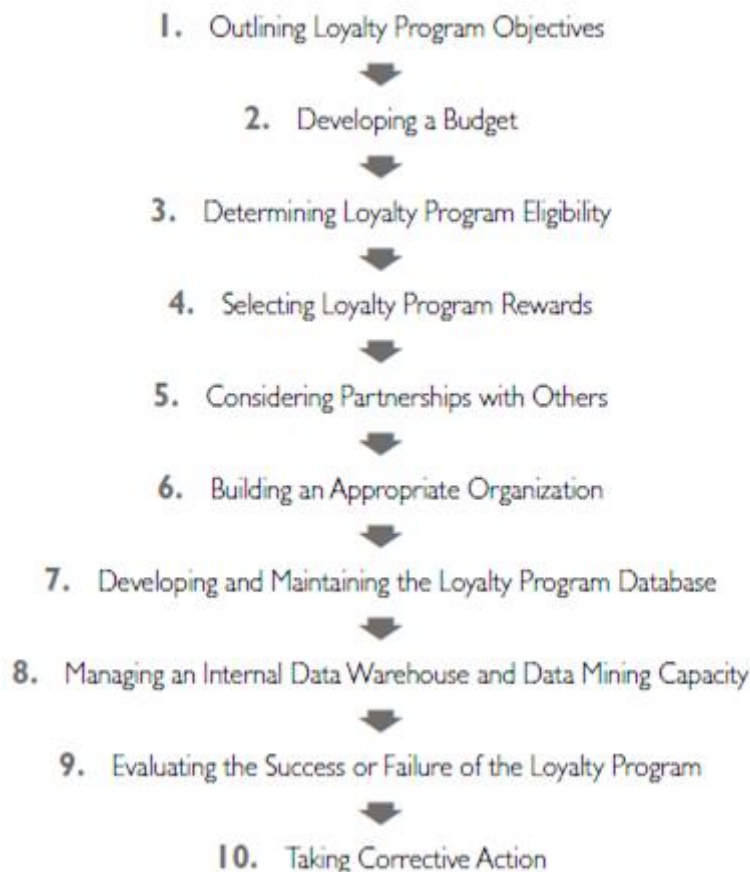 1. Outlining Loyalty Program Objectives
2. Developing a Budget
3. Determining Loyalty Program Eligibility
4. Selecting Loyalty Program Rewards
5. Considering Partnerships with Others
6. Building an Appropriate Organization
7. Developing and Maintaining the Loyalty Program Database
8. Managing an Internal Data Warehouse and Data Mining Capacity
9. Evaluating the Success or Failure of the Loyalty Program
10. Taking Corrective Action